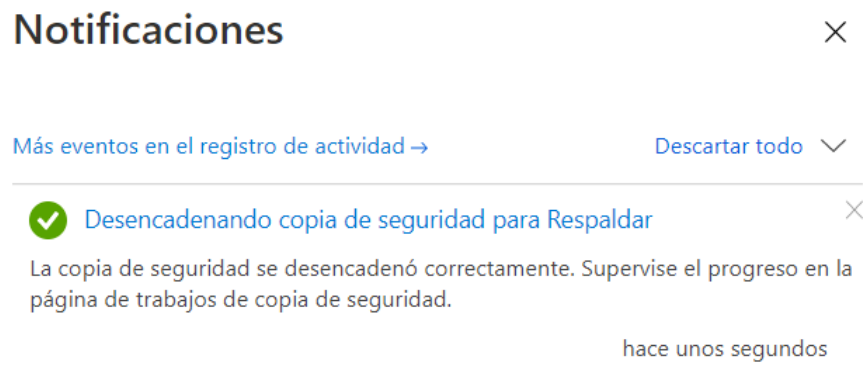 Notificaciones
Más eventos en el registro de actividad →
Descartar todo
Desencadenando copia de seguridad para Respaldar
La copia de seguridad se desencadenó correctamente. Supervise el progreso en la
página de trabajos de copia de seguridad.
hace unos segundos